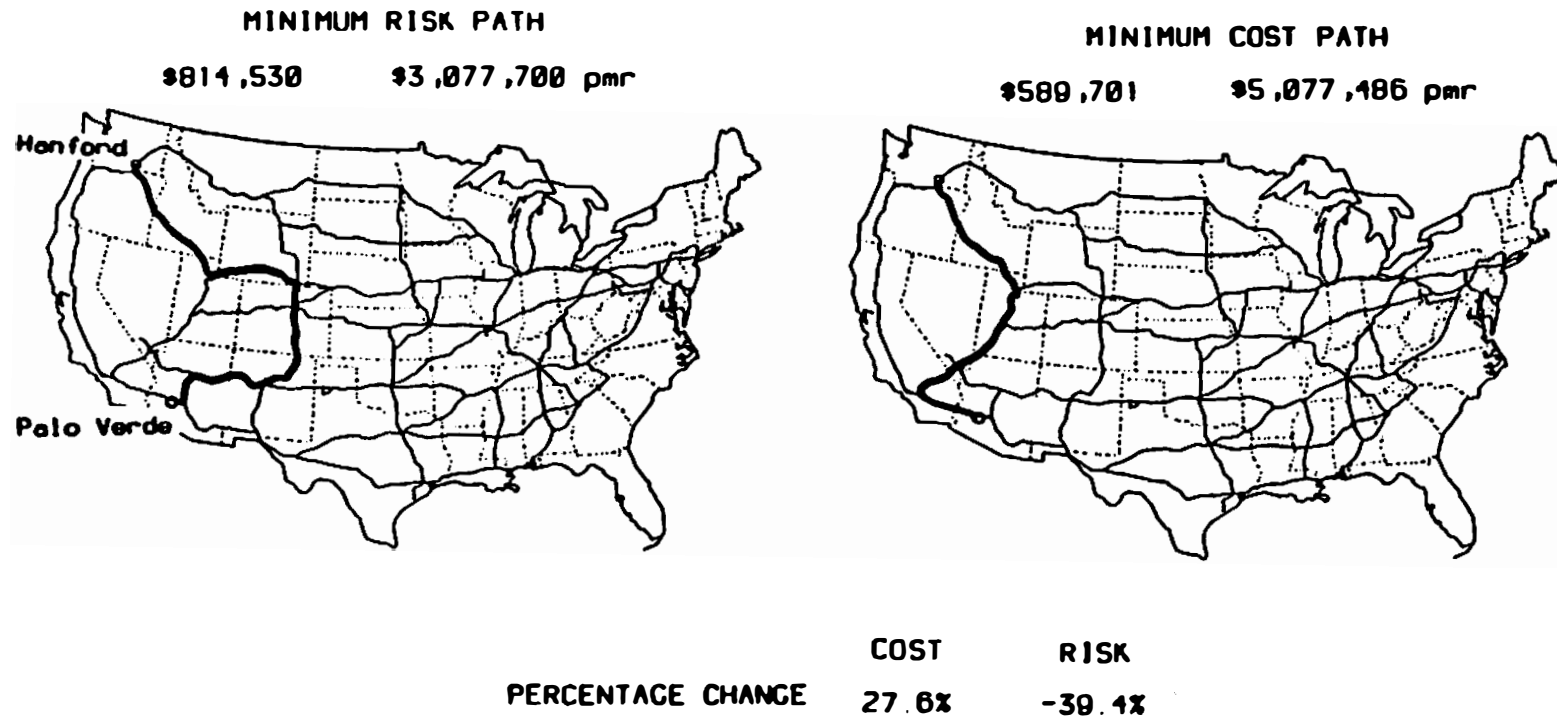 MINIMUM RISK PATH
$814,530 $3,077,700 pmr
Hanford
Palo Verde
MINIMUM COST PATH
$589,701 $5,077,486 pmr
COST RISK
PERCENTAGE CHANGE 27.6% -39.4%